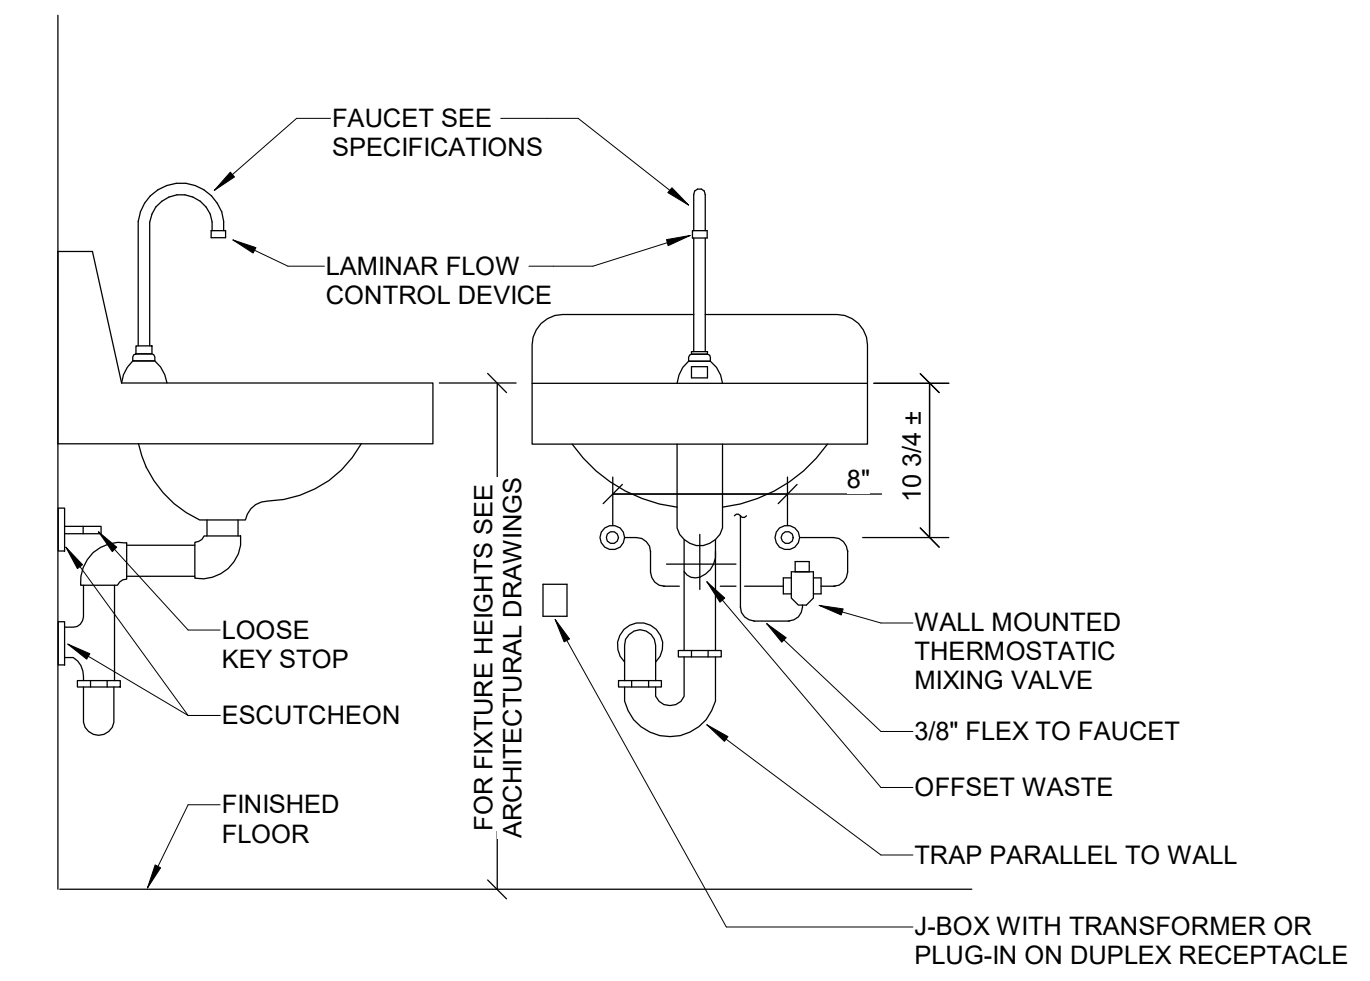 FAUCET SEE
SPECIFICATIONS
LAMINAR FLOW
CONTROL DEVICE
8"
10 3/4 ±
FOR FIXTURE HEIGHTS SEE
ARCHITECTURAL DRAWINGS
LOOSE
KEY STOP
ESCUTCHEON
FINISHED
FLOOR
WALL MOUNTED
THERMOSTATIC
MIXING VALVE
3/8" FLEX TO FAUCET
OFFSET WASTE
TRAP PARALLEL TO WALL
J-BOX WITH TRANSFORMER OR
PLUG-IN ON DUPLEX RECEPTACLE